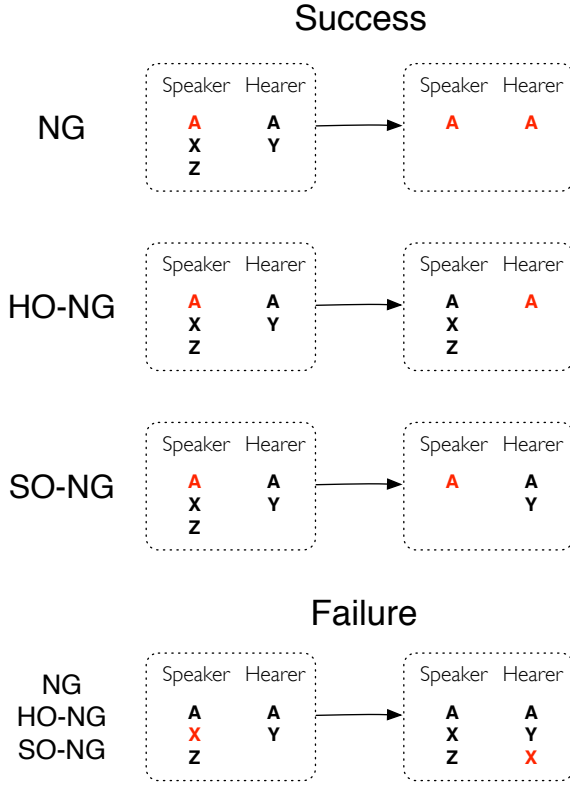 Success
NG
Speaker Hearer
A A
X Y
Z
Speaker Hearer
A A
HO-NG
Speaker Hearer
A A
X Y
Z
Speaker Hearer
A A
X
Z
SO-NG
Speaker Hearer
A A
X Y
Z
Speaker Hearer
A A
Y
Failure
NG
HO-NG
SO-NG
Speaker Hearer
A A
X Y
Z
Speaker Hearer
A A
X Y
Z X